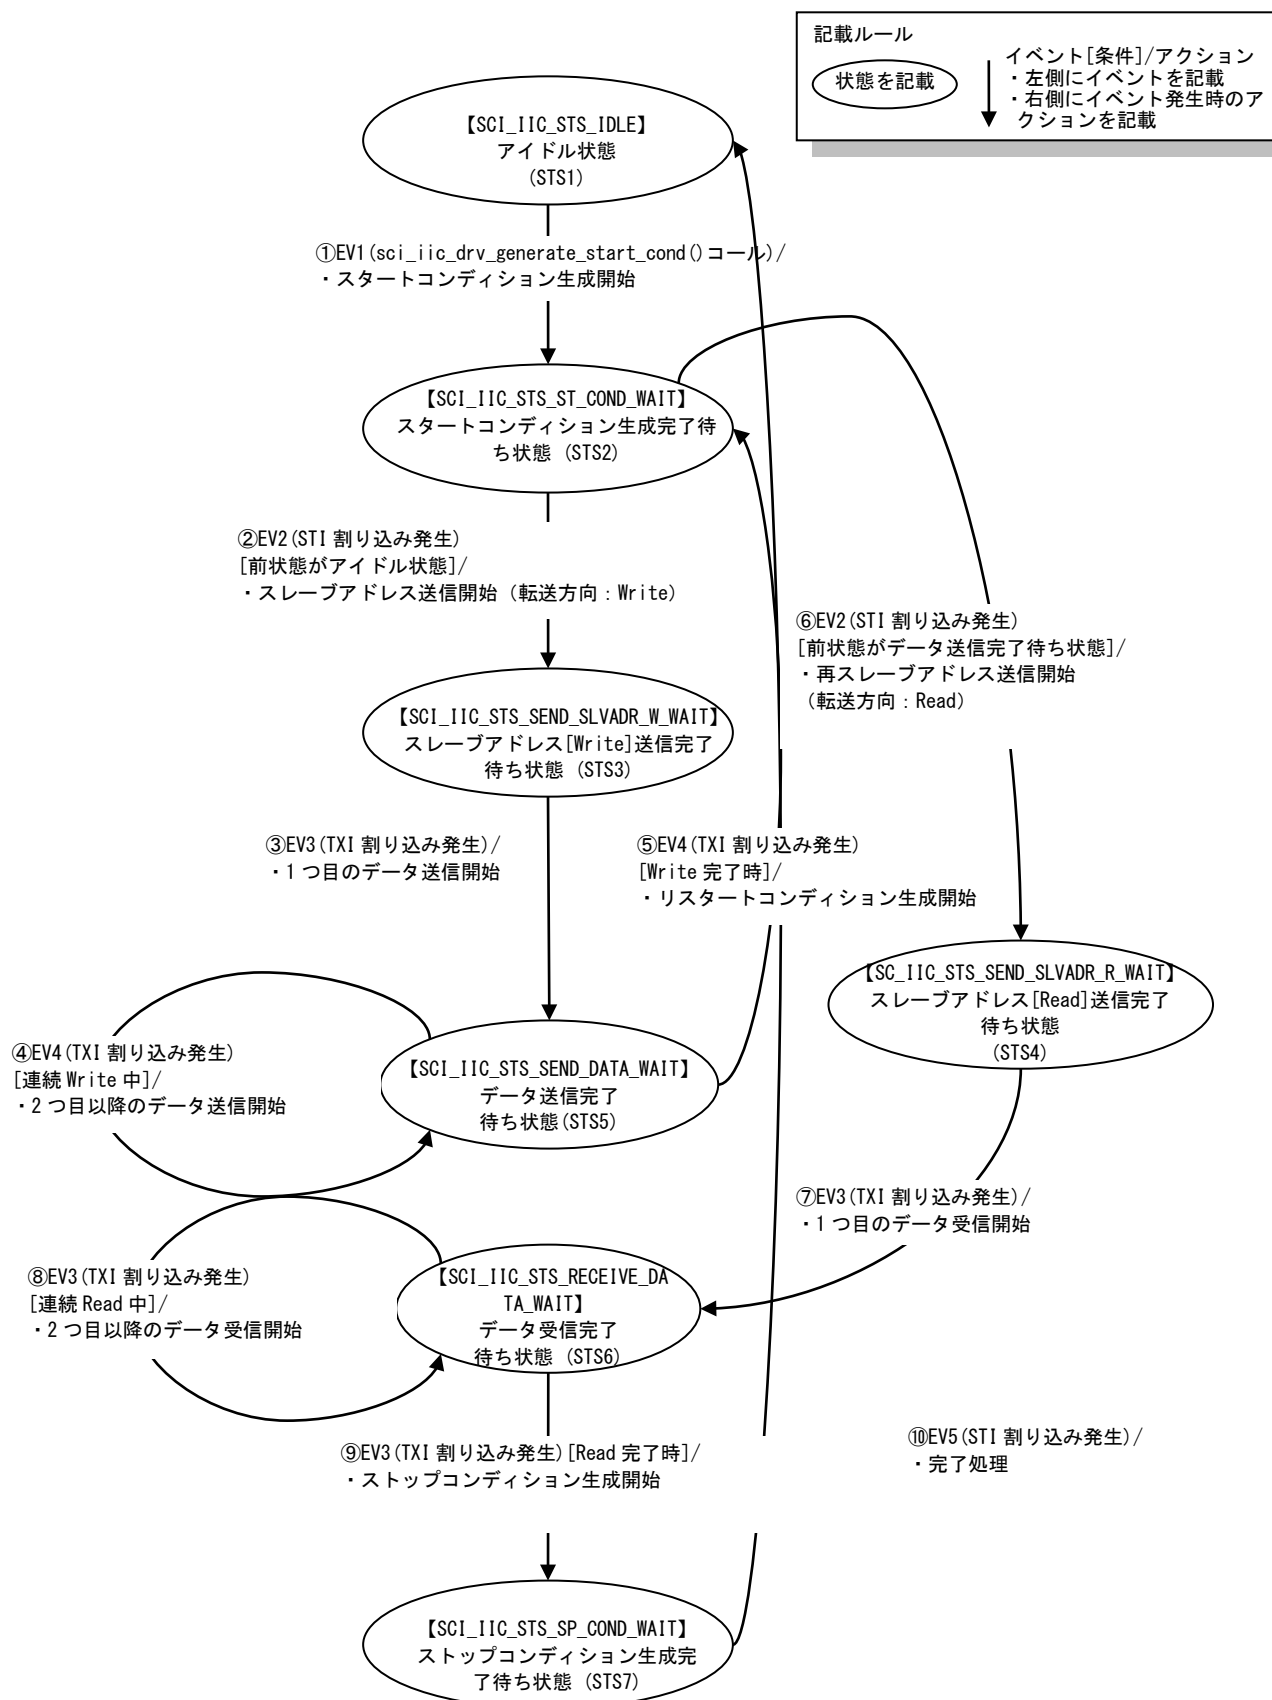 記載ルール
状態を記載
イベント[条件]/アクション
・左側にイベントを記載
・右側にイベント発生時のア
クションを記載
【SCI_IIC_STS_IDLE】
アイドル状態
(STS1)
①EV1(sci_iic_drv_generate_start_cond()コール)/
・スタートコンディション生成開始
【SCI_IIC_STS_ST_COND_WAIT】
スタートコンディション生成完了待
ち状態 (STS2)
②EV2(STI 割り込み発生)
[前状態がアイドル状態]/
・スレーブアドレス送信開始（転送方向：Write）
⑥EV2(STI 割り込み発生)
[前状態がデータ送信完了待ち状態]/
・再スレーブアドレス送信開始
（転送方向：Read）
【SCI_IIC_STS_SEND_SLVADR_W_WAIT】
スレーブアドレス[Write]送信完了
待ち状態 (STS3)
③EV3(TXI 割り込み発生)/
・1 つ目のデータ送信開始
⑤EV4(TXI 割り込み発生)
[Write 完了時]/
・リスタートコンディション生成開始
【SC_IIC_STS_SEND_SLVADR_R_WAIT】
スレーブアドレス[Read]送信完了
待ち状態
(STS4)
④EV4(TXI 割り込み発生)
[連続 Write 中]/
・2 つ目以降のデータ送信開始
【SCI_IIC_STS_SEND_DATA_WAIT】
データ送信完了
待ち状態(STS5)
⑦EV3(TXI 割り込み発生)/
・1 つ目のデータ受信開始
⑧EV3(TXI 割り込み発生)
[連続 Read 中]/
・2 つ目以降のデータ受信開始
【SCI_IIC_STS_RECEIVE_DA
TA_WAIT】
データ受信完了
待ち状態 (STS6)
⑨EV3(TXI 割り込み発生)[Read 完了時]/
・ストップコンディション生成開始
⑩EV5(STI 割り込み発生)/
・完了処理
【SCI_IIC_STS_SP_COND_WAIT】
ストップコンディション生成完
了待ち状態 (STS7)